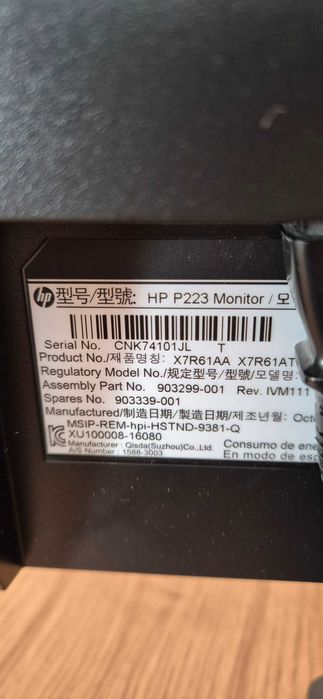 hp 型号/型號: HP P223 Monitor / 모
Serial No. CNK74101JL T
Product No./제품명칭: X7R61AA X7R61AT
Regulatory Model No./规定型号/型號/모델명
Assembly Part No. 903299-001 Rev. IVM111
Spares No. 903339-001
Manufactured/制造日期/製造日期/제조년월: Octo
MSIP-REM-hpi-HSTND-9381-Q
XU100008-16080
Manufacturer : Qisda(Suzhou)Co.,Ltd.
A/S Number : 1588-3003
Consumo de ene
En modo de esp